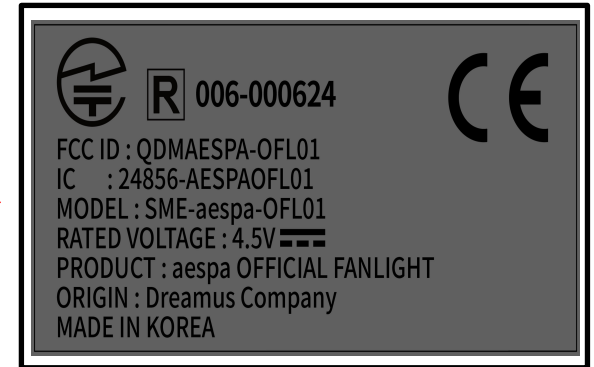 R 006-000624
CE
FCC ID : QDMAESPA-OFL01
IC : 24856-AESPAOFL01
MODEL : SME-aespa-OFL01
RATED VOLTAGE : 4.5V
PRODUCT : aespa OFFICIAL FANLIGHT
ORIGIN : Dreamus Company
MADE IN KOREA